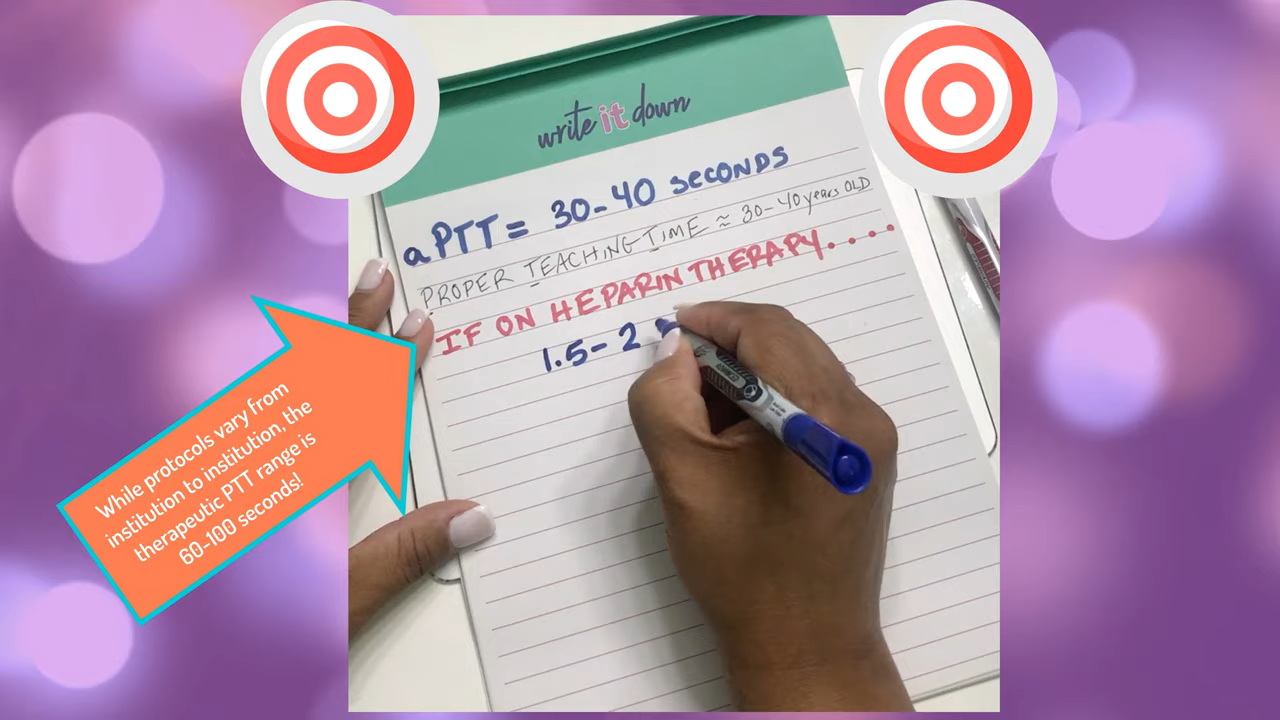 write it down
aPTT = 30-40 SECONDS
PROPER TEACHING TIME ≈ 30-40 years OLD
IF ON HEPARIN THERAPY....
1.5-2
While protocols vary from
institution to institution, the
therapeutic PTT range is
60-100 seconds!